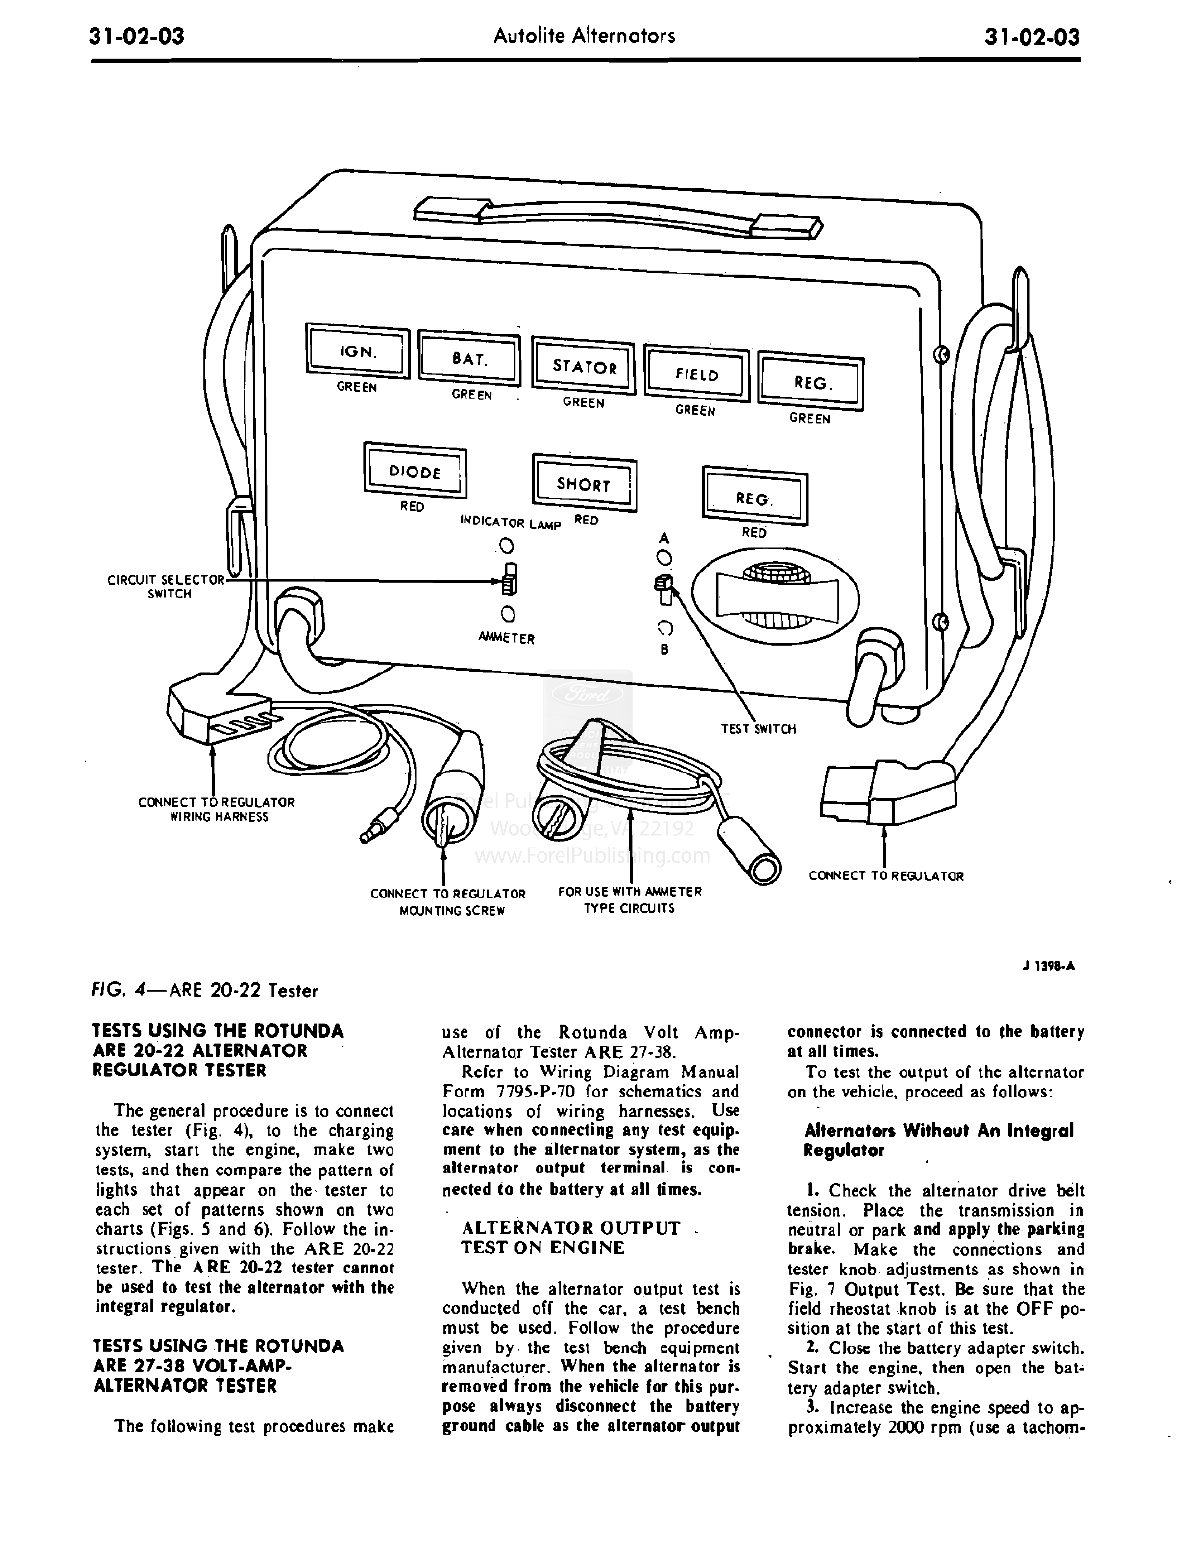 31-02-03
Autolite Alternators
31-02-03
IGN.
GREEN
BAT.
GREEN
STATOR
GREEN
FIELD
GREEN
REG.
GREEN
DIODE
RED
SHORT
RED
REG.
RED
INDICATOR LAMP
A
CIRCUIT SELECTOR
SWITCH
AMMETER
B
Ford
TEST SWITCH
CONNECT TO REGULATOR
WIRING HARNESS
CONNECT TO REGULATOR
MOUNTING SCREW
FOR USE WITH AMMETER
TYPE CIRCUITS
CONNECT TO REGULATOR
Forel Publishing
VA 22192
www.ForelPublishing.com
J 1398-A
FIG. 4—ARE 20-22 Tester
TESTS USING THE ROTUNDA
ARE 20-22 ALTERNATOR
REGULATOR TESTER
The general procedure is to connect
the tester (Fig. 4), to the charging
system, start the engine, make two
tests, and then compare the pattern of
lights that appear on the tester to
each set of patterns shown on two
charts (Figs. 5 and 6). Follow the in-
structions given with the ARE 20-22
tester. The ARE 20-22 tester cannot
be used to test the alternator with the
integral regulator.
TESTS USING THE ROTUNDA
ARE 27-38 VOLT-AMP-
ALTERNATOR TESTER
The following test procedures make
use of the Rotunda Volt Amp-
Alternator Tester ARE 27-38.
Refer to Wiring Diagram Manual
Form 7795-P-70 for schematics and
locations of wiring harnesses. Use
care when connecting any test equip-
ment to the alternator system, as the
alternator output terminal is con-
nected to the battery at all times.
ALTERNATOR OUTPUT
TEST ON ENGINE
When the alternator output test is
conducted off the car, a test bench
must be used. Follow the procedure
given by the test bench equipment
manufacturer. When the alternator is
removed from the vehicle for this pur-
pose always disconnect the battery
ground cable as the alternator output
connector is connected to the battery
at all times.
To test the output of the alternator
on the vehicle, proceed as follows:
Alternators Without An Integral
Regulator
1. Check the alternator drive belt
tension. Place the transmission in
neutral or park and apply the parking
brake. Make the connections and
tester knob adjustments as shown in
Fig. 7 Output Test. Be sure that the
field rheostat knob is at the OFF po-
sition at the start of this test.
2. Close the battery adapter switch.
Start the engine, then open the bat-
tery adapter switch.
3. Increase the engine speed to ap-
proximately 2000 rpm (use a tachom-